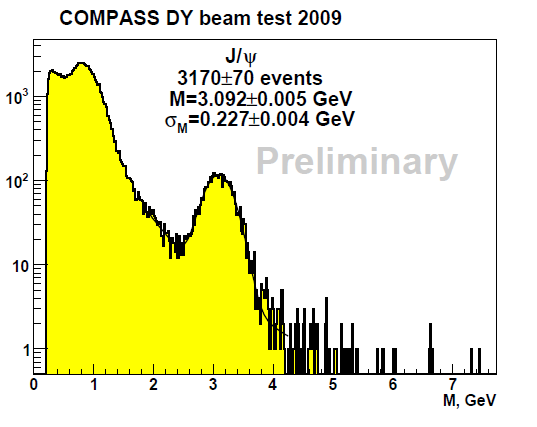 COMPASS DY beam test 2009
J/ψ
3170±70 events
M=3.092±0.005 GeV
σM=0.227±0.004 GeV
Preliminary
10³
10²
10
1
0 1 2 3 4 5 6 7
M, GeV